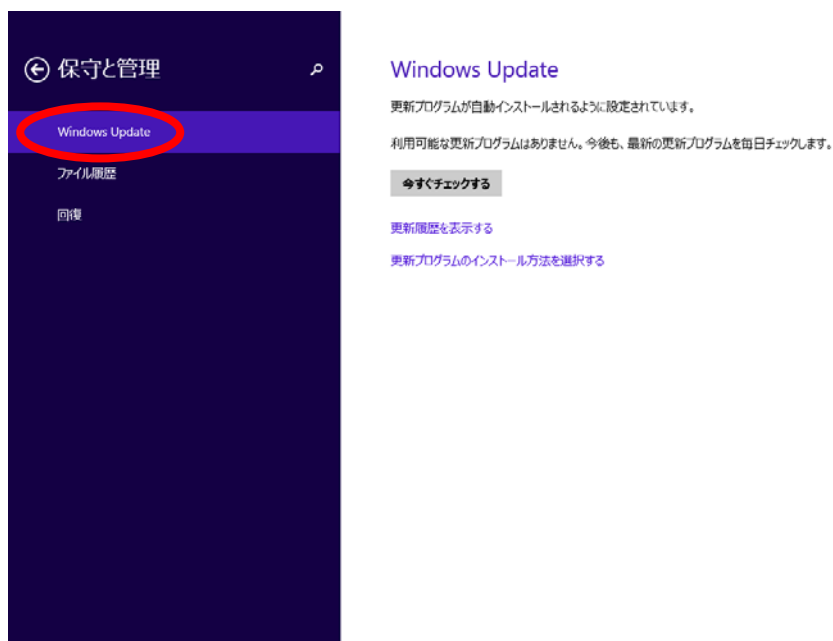 保守と管理
Windows Update
ファイル履歴
回復
Windows Update
更新プログラムが自動インストールされるように設定されています。
利用可能な更新プログラムはありません。今後も、最新の更新プログラムを毎日チェックします。
今すぐチェックする
更新履歴を表示する
更新プログラムのインストール方法を選択する